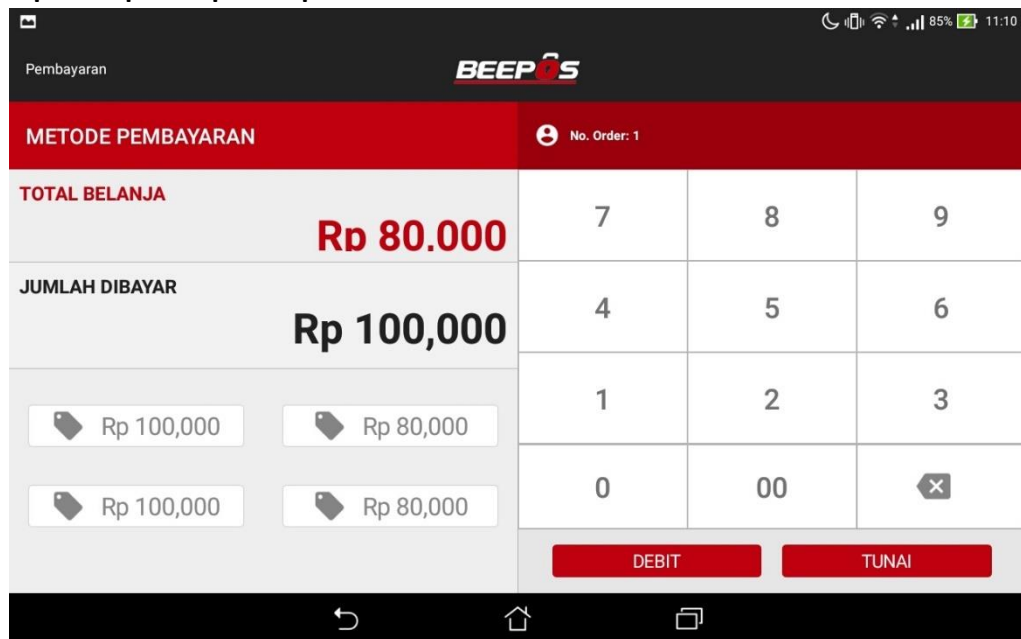 85% 11:10
Pembayaran
BEEPOS
METODE PEMBAYARAN
No. Order: 1
TOTAL BELANJA
Rp 80.000
JUMLAH DIBAYAR
Rp 100,000
Rp 100,000 Rp 80,000
Rp 100,000 Rp 80,000
7 8 9
4 5 6
1 2 3
0 00
DEBIT TUNAI